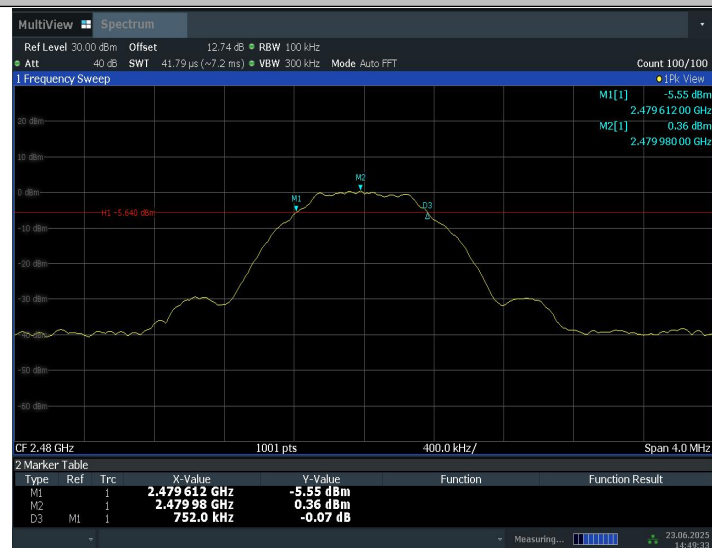 MultiView Spectrum
Ref Level 30.00 dBm Offset 12.74 dB RBW 100 kHz
Att 40 dB SWT 41.79 µs (~7.2 ms) VBW 300 kHz Mode Auto FFT Count 100/100
1 Frequency Sweep 1Pk View
M1[1] -5.55 dBm
2.479 612 00 GHz
M2[1] 0.36 dBm
2.479 980 00 GHz
20 dBm
10 dBm
M2
0 dBm
M1
D3
H1 -5.640 dBm
-10 dBm
-20 dBm
-30 dBm
-40 dBm
-50 dBm
-60 dBm
CF 2.48 GHz 1001 pts 400.0 kHz/ Span 4.0 MHz
2 Marker Table
Type Ref Trc X-Value Y-Value Function Function Result
M1 1 2.479 612 GHz -5.55 dBm
M2 1 2.479 98 GHz 0.36 dBm
D3 M1 1 752.0 kHz -0.07 dB
Measuring... 23.06.2025
14:49:33